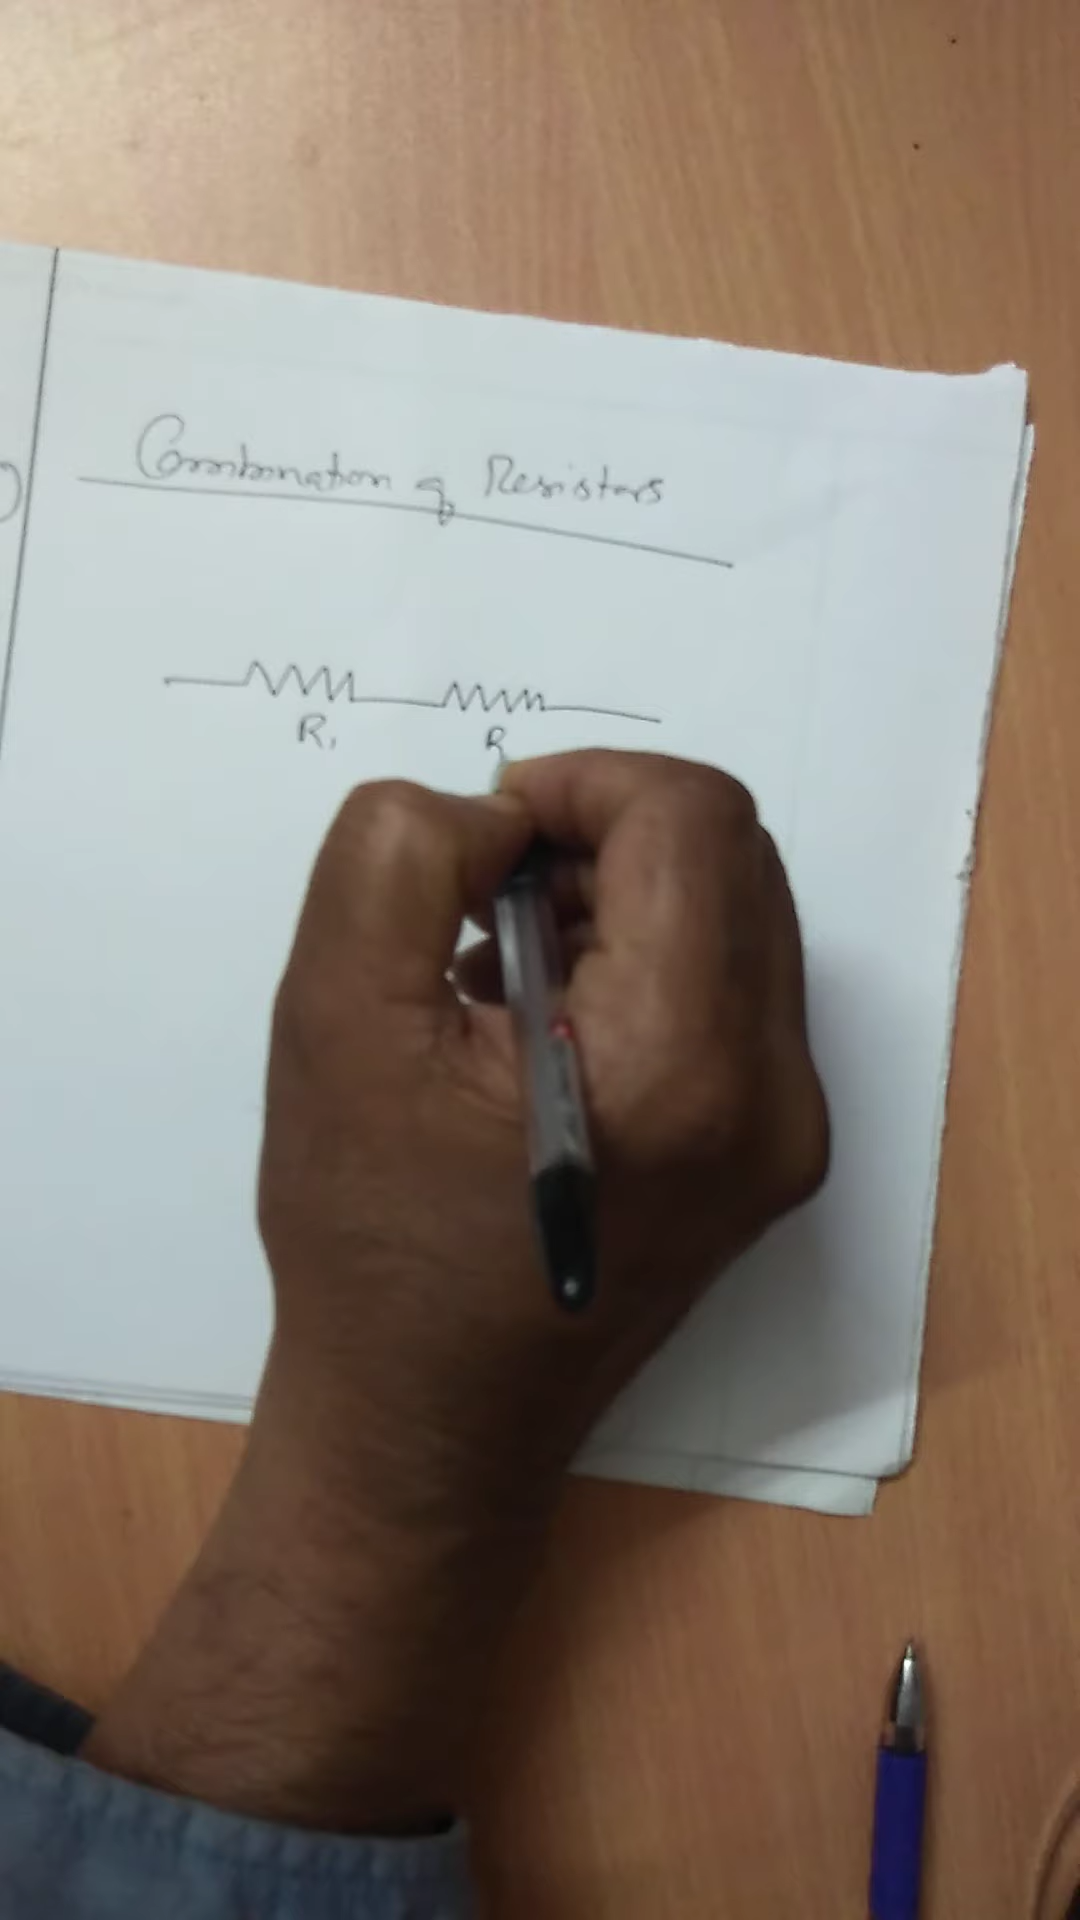 Combination of Resistors
R₁ R